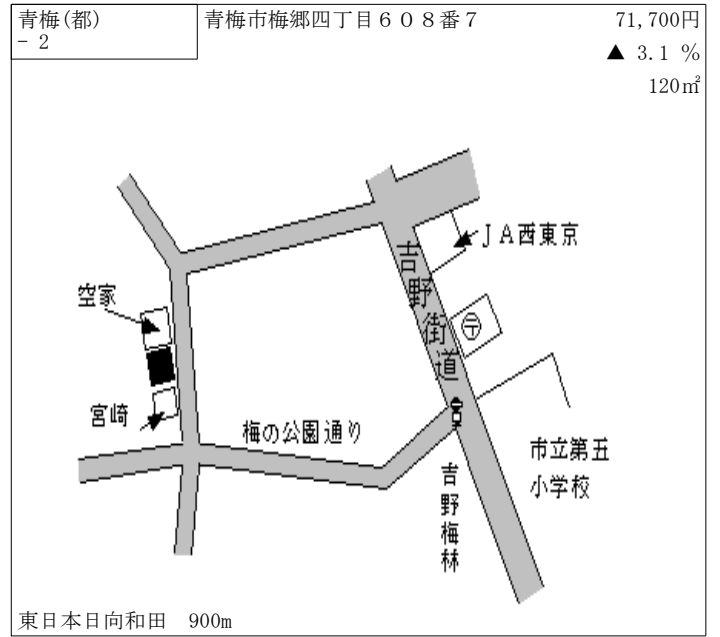 青梅(都)
- 2
青梅市梅郷四丁目６０８番７
71,700円
▲ 3.1 %
120㎡
ＪＡ西東京
吉野街道
空家
〒
宮崎
梅の公園通り
市立第五
小学校
吉野梅林
東日本日向和田 900m